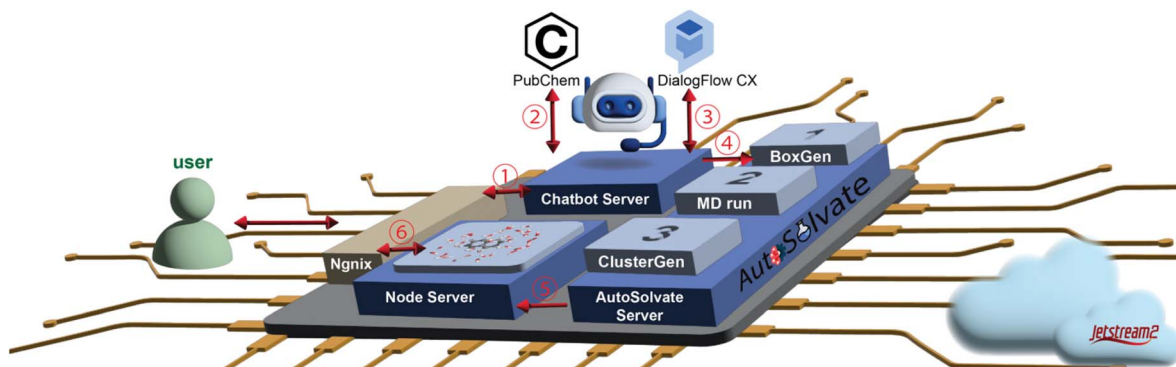 C
PubChem
DialogFlow CX
②
③
④
1
BoxGen
user
①
Chatbot Server
2
MD run
⑥
3
ClusterGen
AutoSolvate
Ngnix
Node Server
⑤
AutoSolvate
Server
Jetstream2